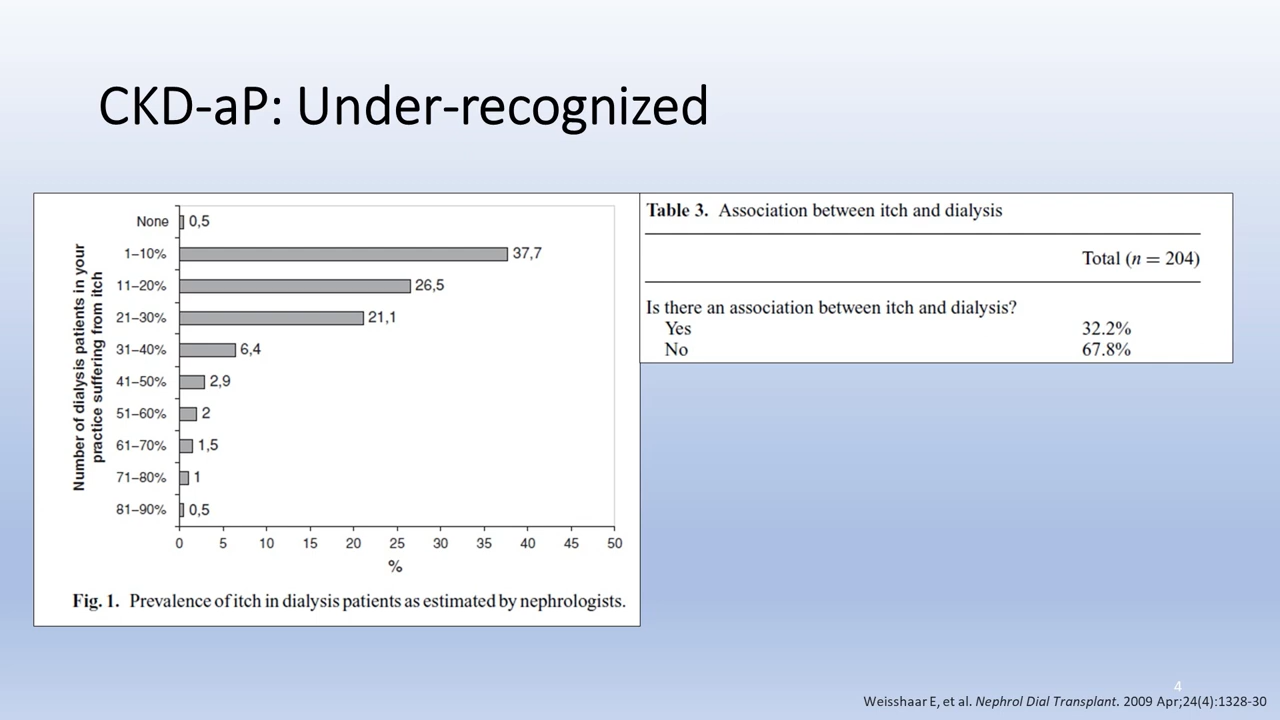 CKD-aP: Under-recognized
Number of dialysis patients in your
practice suffering from itch
None 0,5
1–10% 37,7
11–20% 26,5
21–30% 21,1
31–40% 6,4
41–50% 2,9
51–60% 2
61–70% 1,5
71–80% 1
81–90% 0,5
0 5 10 15 20 25 30 35 40 45 50
%
Fig. 1. Prevalence of itch in dialysis patients as estimated by nephrologists.
Table 3. Association between itch and dialysis
Total (n = 204)
Is there an association between itch and dialysis?
Yes 32.2%
No 67.8%
4
Weisshaar E, et al. Nephrol Dial Transplant. 2009 Apr;24(4):1328-30